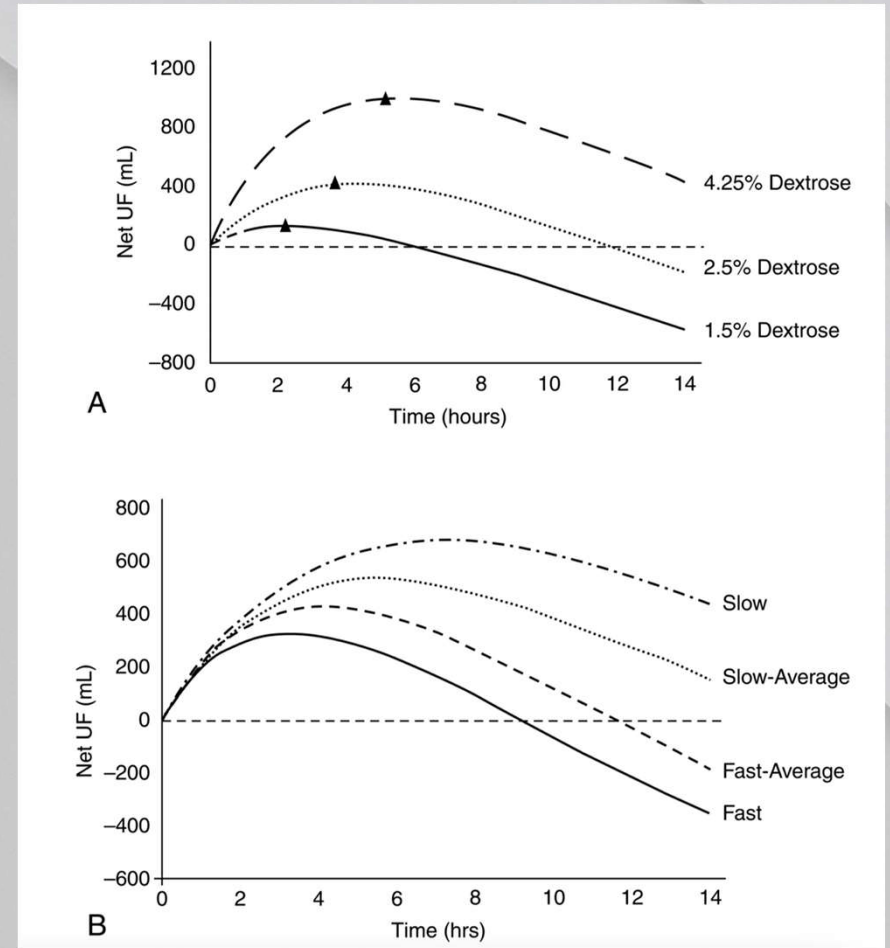 1200
800
400
0
−400
−800
Net UF (mL)
4.25% Dextrose
2.5% Dextrose
1.5% Dextrose
0 2 4 6 8 10 12 14
Time (hours)
A
800
600
400
200
0
−200
−400
−600
Net UF (mL)
Slow
Slow-Average
Fast-Average
Fast
0 2 4 6 8 10 12 14
Time (hrs)
B